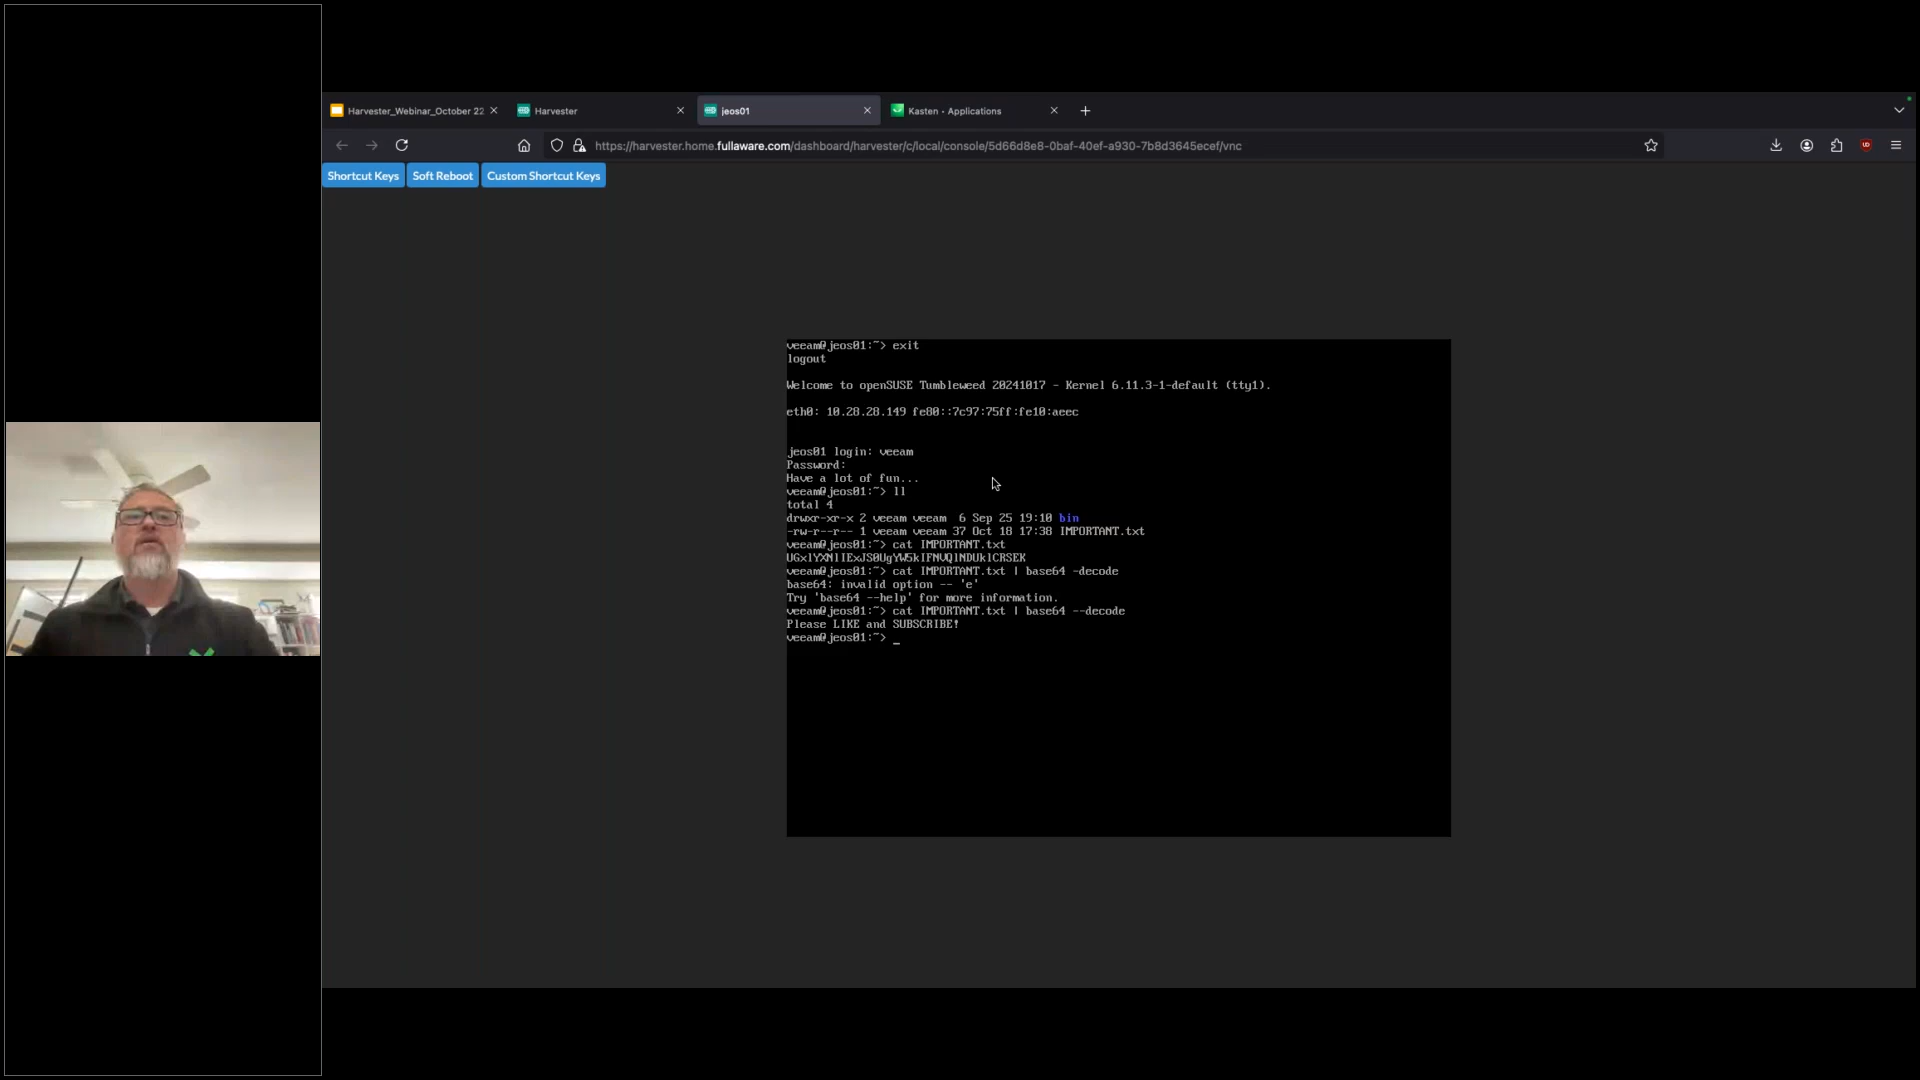 Harvester_Webinar_October 22
Harvester
jeos01
Kasten • Applications
https://harvester.home.fullaware.com/dashboard/harvester/c/local/console/5d66d8e8-0baf-40ef-a930-7b8d3645ecef/vnc
Shortcut Keys
Soft Reboot
Custom Shortcut Keys
veeam@jeos01:~> exit
logout
Welcome to openSUSE Tumbleweed 20241017 - Kernel 6.11.3-1-default (tty1).
eth0: 10.28.28.149 fe80::7c97:75ff:fe10:aeec
jeos01 login: veeam
Password:
Have a lot of fun...
veeam@jeos01:~> ll
total 4
drwxr-xr-x 2 veeam veeam  6 Sep 25 19:10 bin
-rw-r--r-- 1 veeam veeam 37 Oct 18 17:38 IMPORTANT.txt
veeam@jeos01:~> cat IMPORTANT.txt
UGxlYXNlIExJS0UgYW5kIFNVQlNDUklCRSEK
veeam@jeos01:~> cat IMPORTANT.txt | base64 -decode
base64: invalid option -- 'e'
Try 'base64 --help' for more information.
veeam@jeos01:~> cat IMPORTANT.txt | base64 --decode
Please LIKE and SUBSCRIBE!
veeam@jeos01:~> _